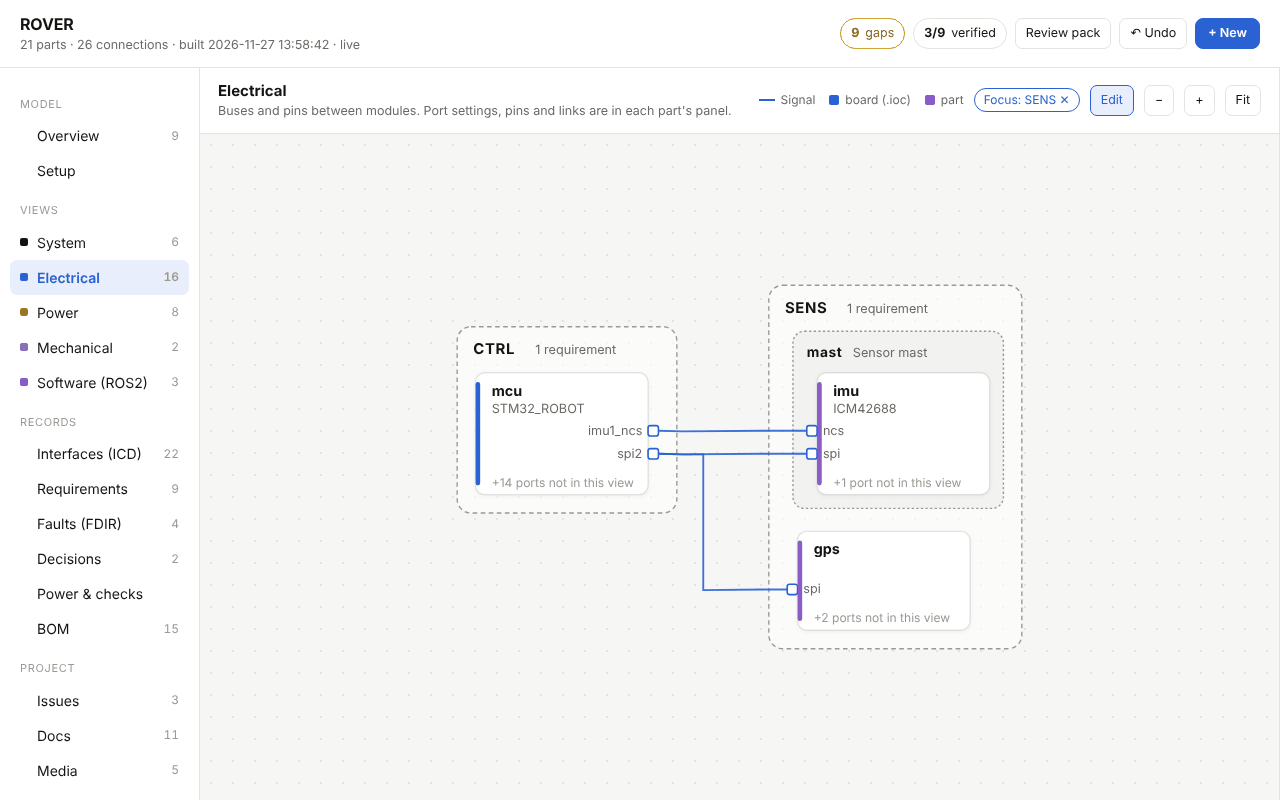 ROVER
21 parts · 26 connections · built 2026-11-27 13:58:42 · live
9 gaps
3/9 verified
Review pack
↶ Undo
+ New
MODEL
Overview 9
Setup
VIEWS
System 6
Electrical 16
Power 8
Mechanical 2
Software (ROS2) 3
RECORDS
Interfaces (ICD) 22
Requirements 9
Faults (FDIR) 4
Decisions 2
Power & checks
BOM 15
PROJECT
Issues 3
Docs 11
Media 5
Electrical
Buses and pins between modules. Port settings, pins and links are in each part's panel.
Signal
board (.ioc)
part
Focus: SENS ✕
Edit
−
+
Fit
CTRL 1 requirement
mcu
STM32_ROBOT
imu1_ncs
spi2
+14 ports not in this view
SENS 1 requirement
mast Sensor mast
imu
ICM42688
ncs
spi
+1 port not in this view
gps
spi
+2 ports not in this view